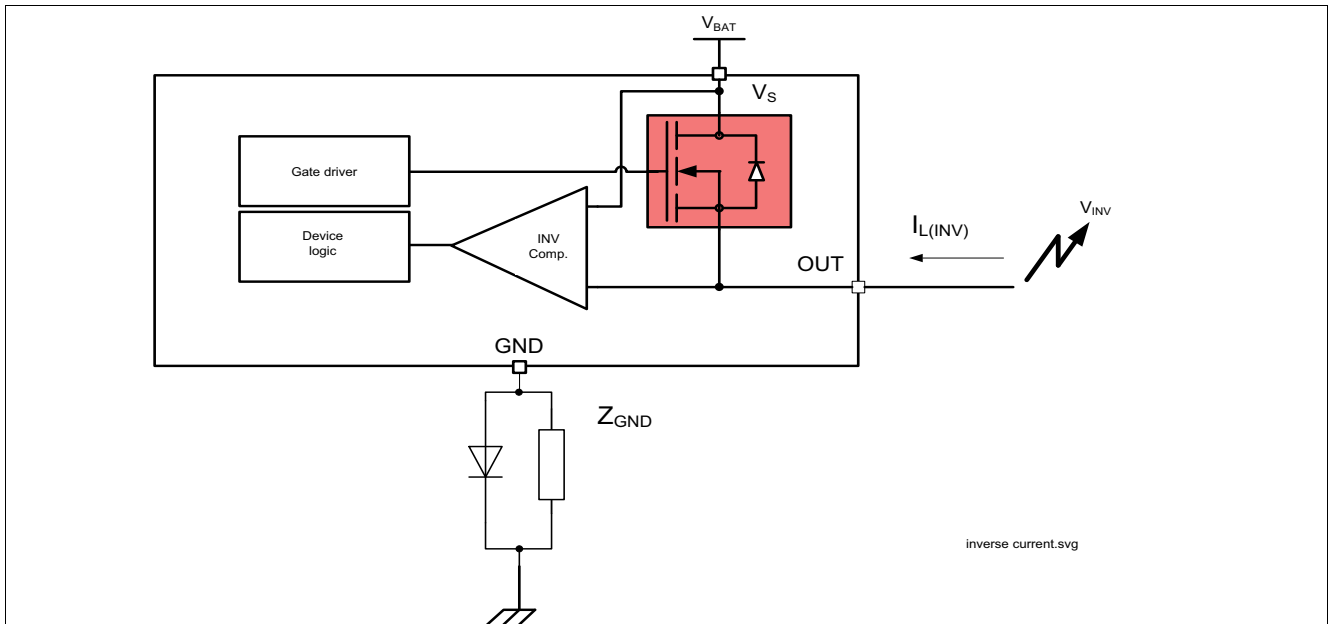 VBAT
VS
Gate driver
Device
logic
INV
Comp.
OUT
IL(INV)
VINV
GND
ZGND
inverse current.svg